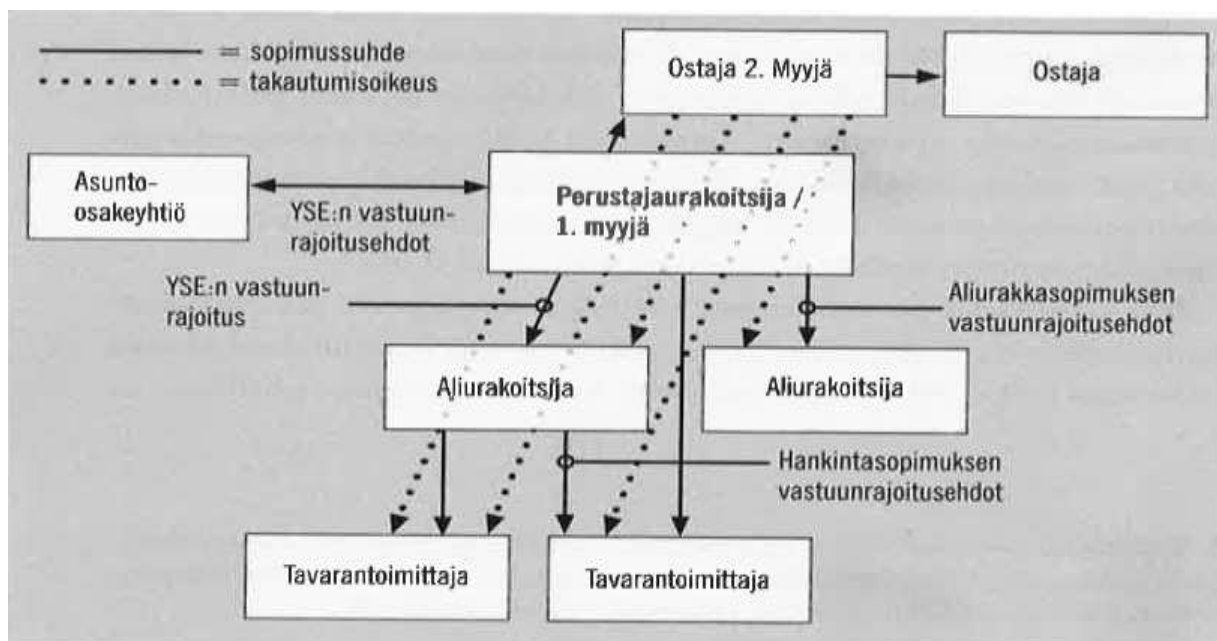 = sopimussuhde
= takautumisoikeus
Ostaja 2. Myyjä
Ostaja
Asunto-
osakeyhtiö
YSE:n vastuun-
rajoitusehdot
Perustajaurakoitsija /
1. myyjä
YSE:n vastuun-
rajoitus
Aliurakkasopimuksen
vastuunrajoitusehdot
Aliurakoitsija
Aliurakoitsija
Hankintasopimuksen
vastuunrajoitusehdot
Tavarantoimittaja
Tavarantoimittaja